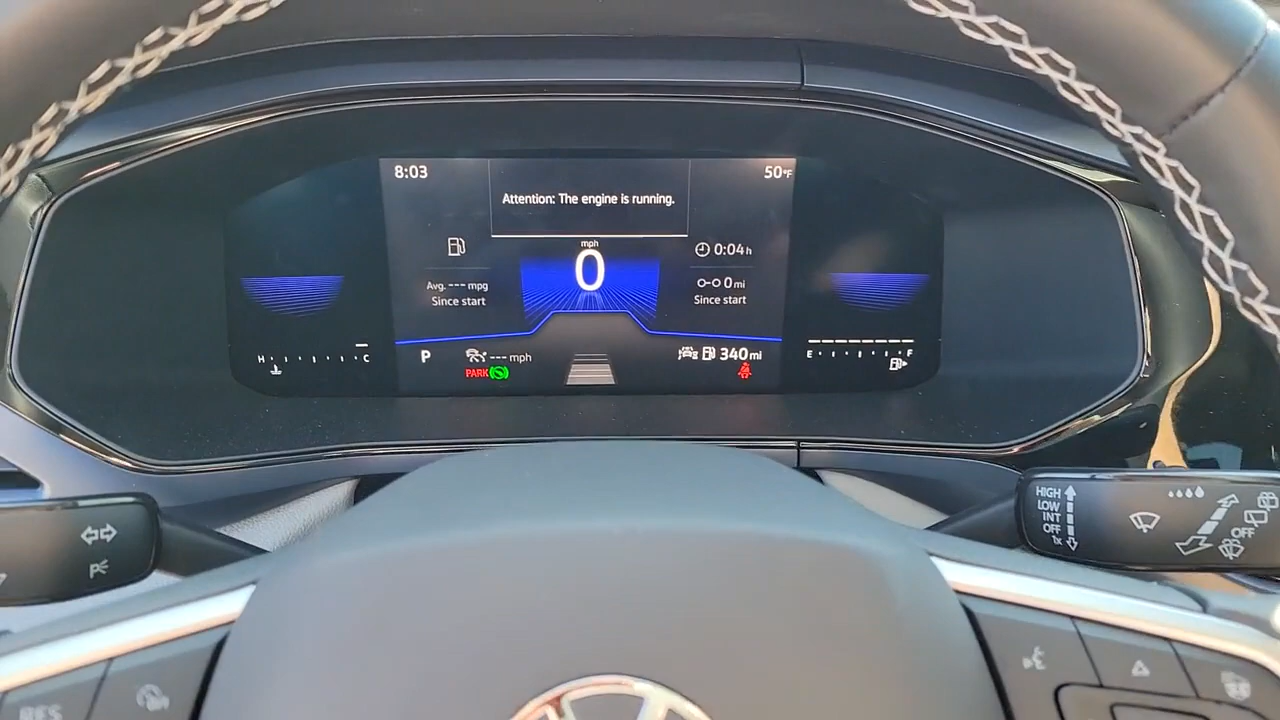 8:03
Attention: The engine is running.
50°F
mph
0
0:04 h
Avg. --- mpg
Since start
0 mi
Since start
P
--- mph
340 mi
PARK
H C
E F
HIGH
LOW
INT
OFF
1x
OFF
RES